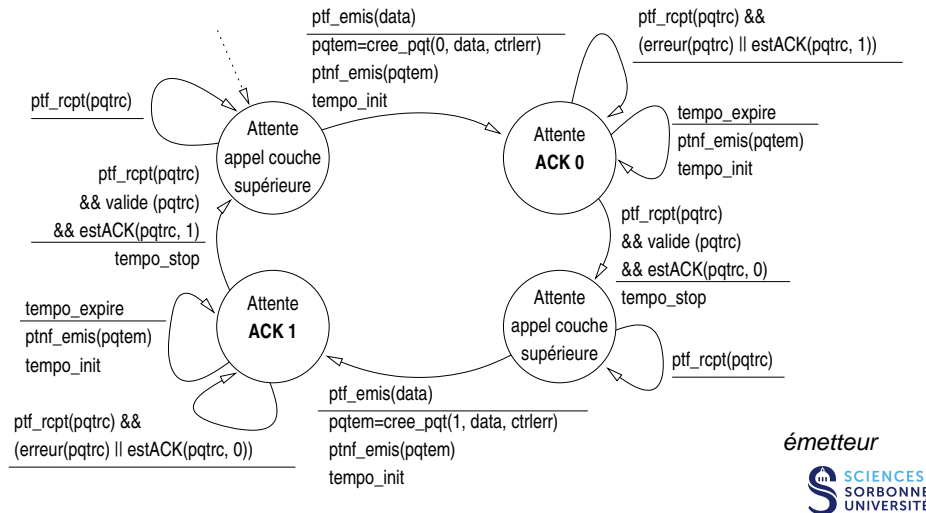 ptf_emis(data)
pqtem=cree_pqt(0, data, ctrlerr)
ptnf_emis(pqtem)
tempo_init
ptf_rcpt(pqtrc) &&
(erreur(pqtrc) || estACK(pqtrc, 1))
ptf_rcpt(pqtrc)
Attente
appel couche
supérieure
Attente
ACK 0
tempo_expire
ptnf_emis(pqtem)
tempo_init
ptf_rcpt(pqtrc)
&& valide (pqtrc)
&& estACK(pqtrc, 1)
tempo_stop
ptf_rcpt(pqtrc)
&& valide (pqtrc)
&& estACK(pqtrc, 0)
tempo_stop
tempo_expire
ptnf_emis(pqtem)
tempo_init
Attente
ACK 1
Attente
appel couche
supérieure
ptf_rcpt(pqtrc)
ptf_rcpt(pqtrc) &&
(erreur(pqtrc) || estACK(pqtrc, 0))
ptf_emis(data)
pqtem=cree_pqt(1, data, ctrlerr)
ptnf_emis(pqtem)
tempo_init
émetteur
SCIENCES
SORBONNE
UNIVERSITÉ